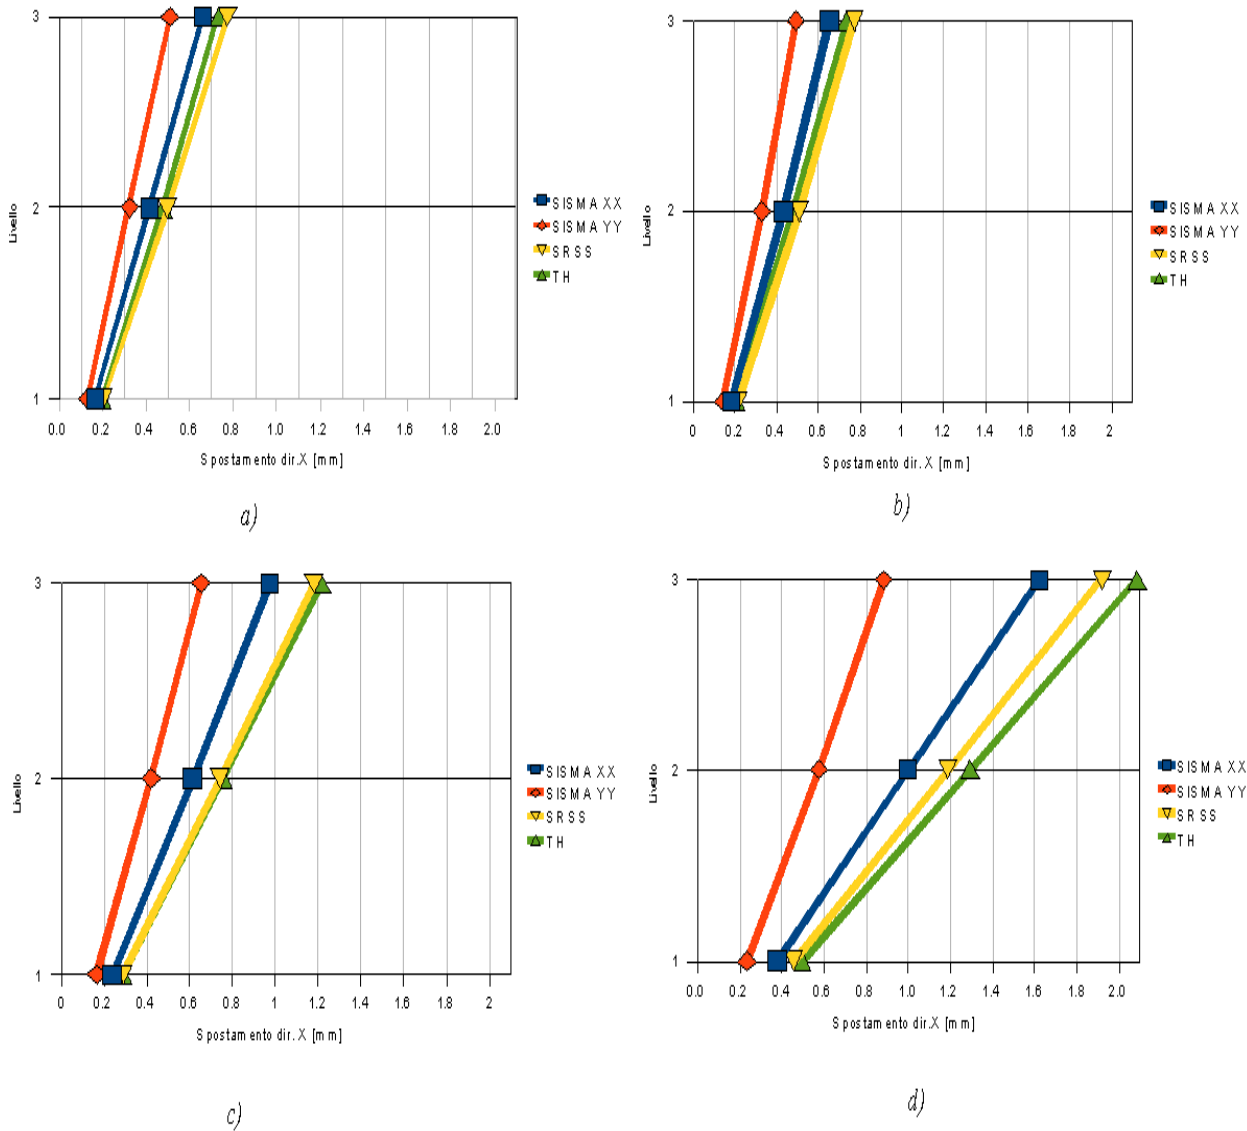 3
2
1
Livello
0.0 0.2 0.4 0.6 0.8 1.0 1.2 1.4 1.6 1.8 2.0
Spostamento dir.X [mm]
SISMA XX
SISMA YY
SRSS
TH
a)
3
2
1
Livello
0 0.2 0.4 0.6 0.8 1 1.2 1.4 1.6 1.8 2
Spostamento dir.X [mm]
SISMA XX
SISMA YY
SRSS
TH
b)
3
2
1
Livello
0 0.2 0.4 0.6 0.8 1 1.2 1.4 1.6 1.8 2
Spostamento dir.X [mm]
SISMA XX
SISMA YY
SRSS
TH
c)
3
2
1
Livello
0.0 0.2 0.4 0.6 0.8 1.0 1.2 1.4 1.6 1.8 2.0
Spostamento dir.X [mm]
SISMA XX
SISMA YY
SRSS
TH
d)